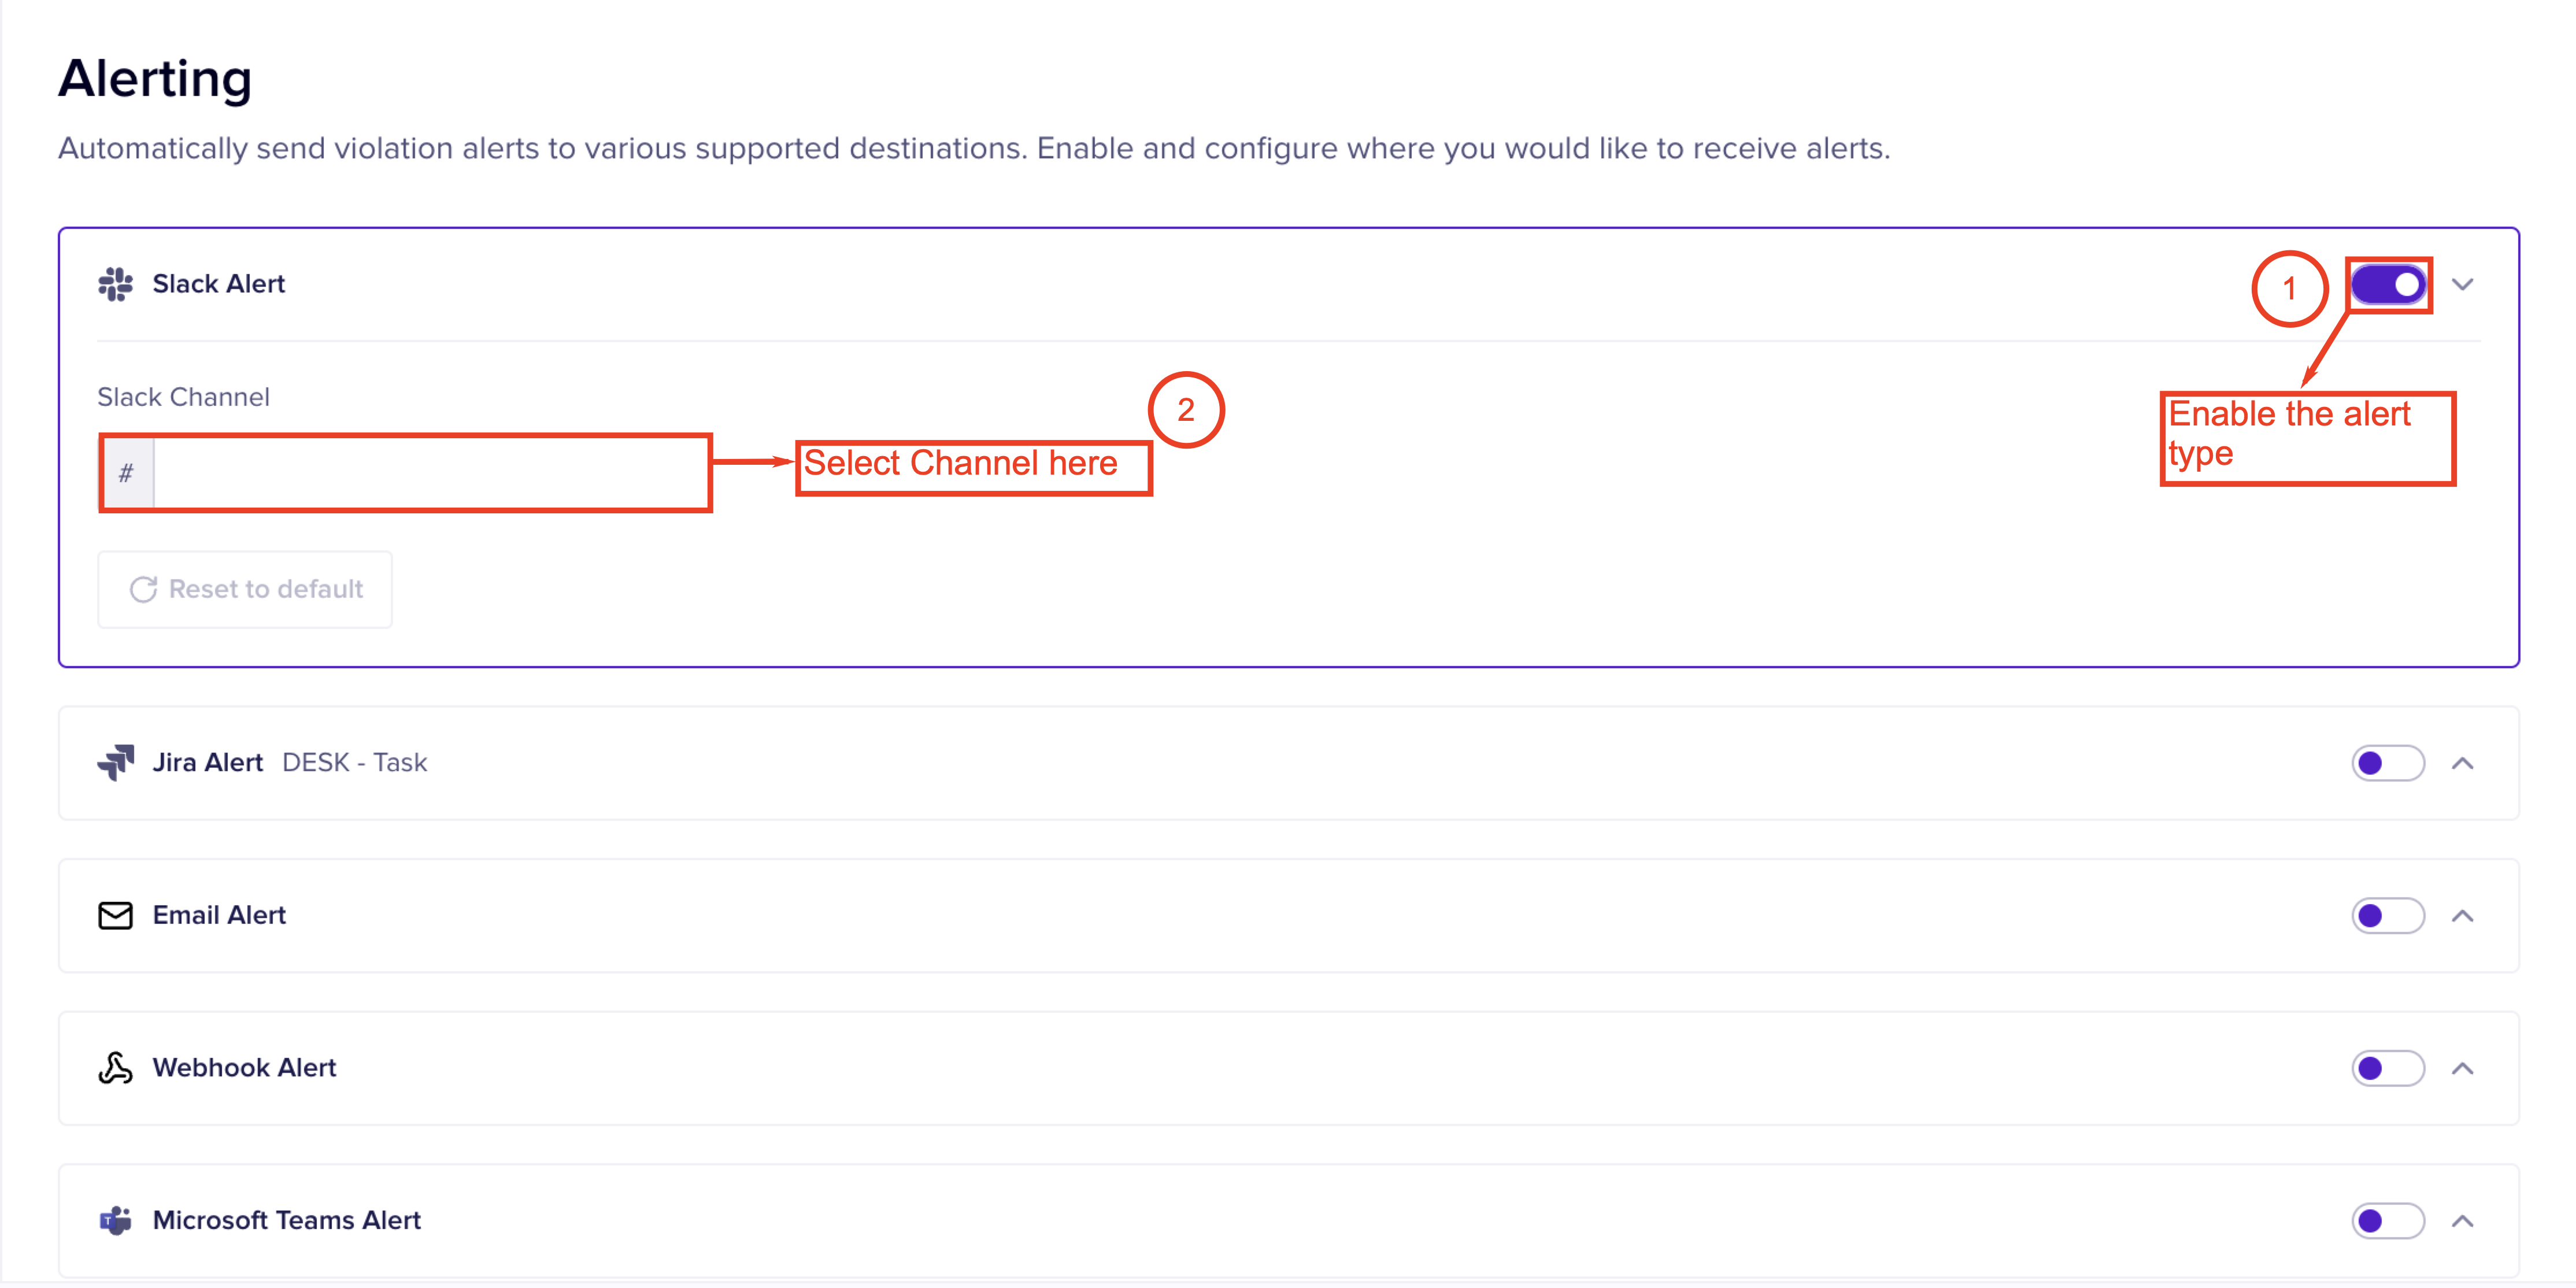 Alerting
Automatically send violation alerts to various supported destinations. Enable and configure where you would like to receive alerts.
Slack Alert
1
Slack Channel
2
Enable the alert
type
#
Select Channel here
Reset to default
Jira Alert DESK - Task
Email Alert
Webhook Alert
T
Microsoft Teams Alert